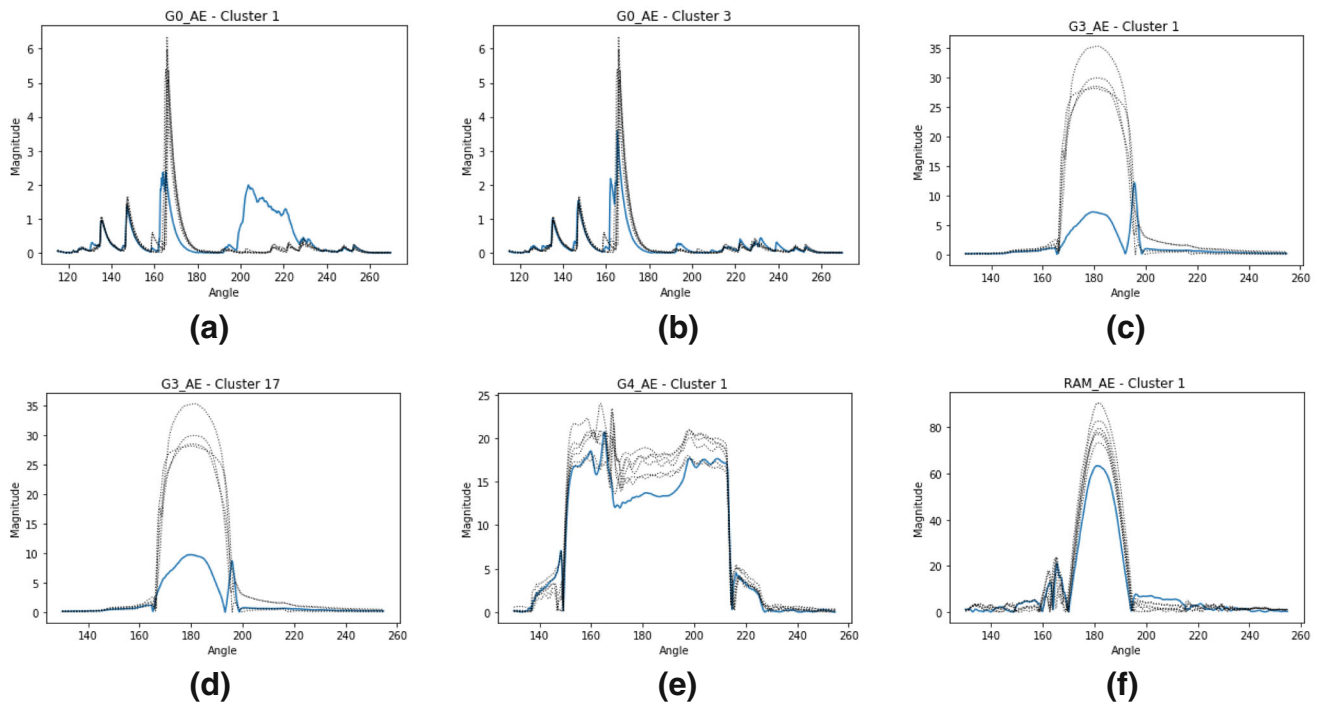 G0_AE - Cluster 1
Magnitude
6
5
4
3
2
1
0
120 140 160 180 200 220 240 260
Angle
(a)
G0_AE - Cluster 3
Magnitude
6
5
4
3
2
1
0
120 140 160 180 200 220 240 260
Angle
(b)
G3_AE - Cluster 1
Magnitude
35
30
25
20
15
10
5
0
140 160 180 200 220 240 260
Angle
(c)
G3_AE - Cluster 17
Magnitude
35
30
25
20
15
10
5
0
140 160 180 200 220 240 260
Angle
(d)
G4_AE - Cluster 1
Magnitude
25
20
15
10
5
0
140 160 180 200 220 240 260
Angle
(e)
RAM_AE - Cluster 1
Magnitude
80
60
40
20
0
140 160 180 200 220 240 260
Angle
(f)